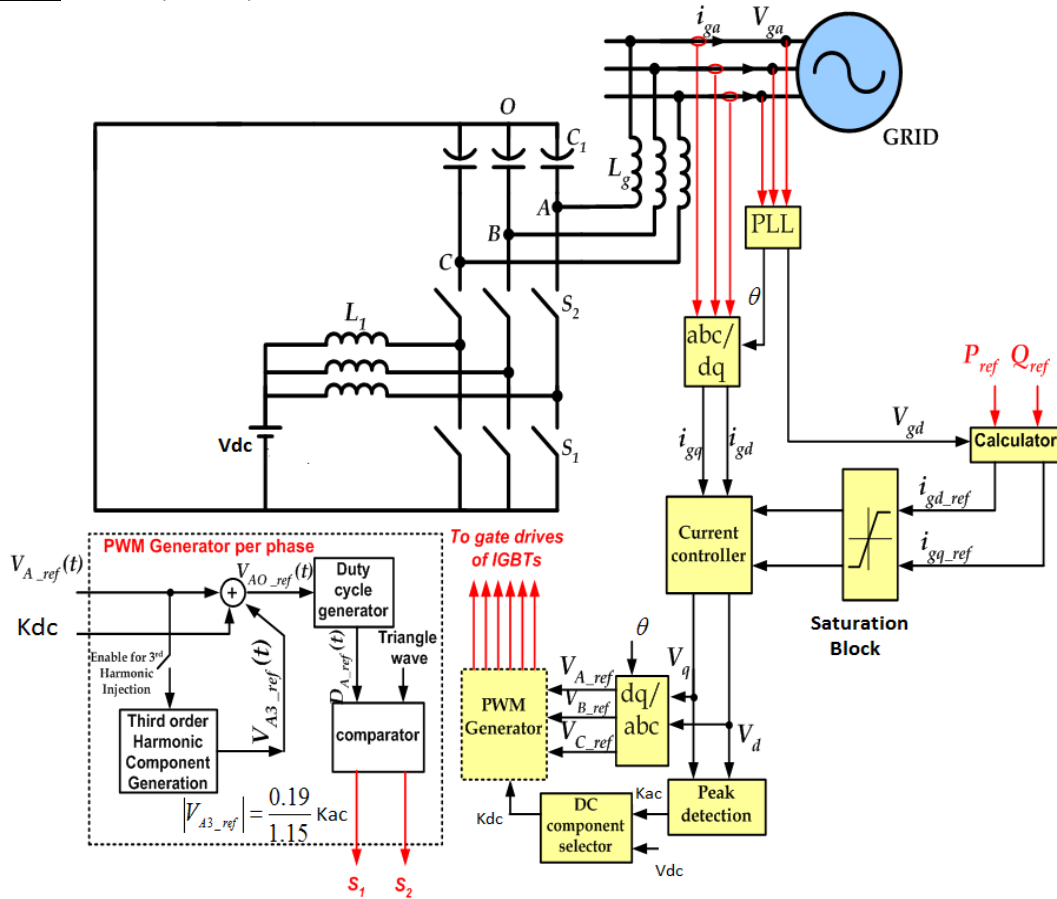 i_ga
V_ga
GRID
O
C_1
L_g
A
B
C
PLL
θ
S_2
L_1
abc/
dq
P_ref Q_ref
V_gd
Calculator
Vdc
S_1
i_gq
i_gd
i_gd_ref
Current
controller
i_gq_ref
Saturation
Block
To gate drives
of IGBTs
PWM Generator per phase
V_A_ref(t)
V_AO_ref(t)
Duty
cycle
generator
+
Kdc
Enable for 3rd
Harmonic
Injection
V_A3_ref(t)
D_A_ref(t)
Triangle
wave
Third order
Harmonic
Component
Generation
comparator
|V_A3_ref| = 0.19/1.15 Kac
S_1
S_2
θ
V_q
V_A_ref
V_B_ref
V_C_ref
PWM
Generator
dq/
abc
V_d
Kac
Peak
detection
Kdc
DC
component
selector
Vdc